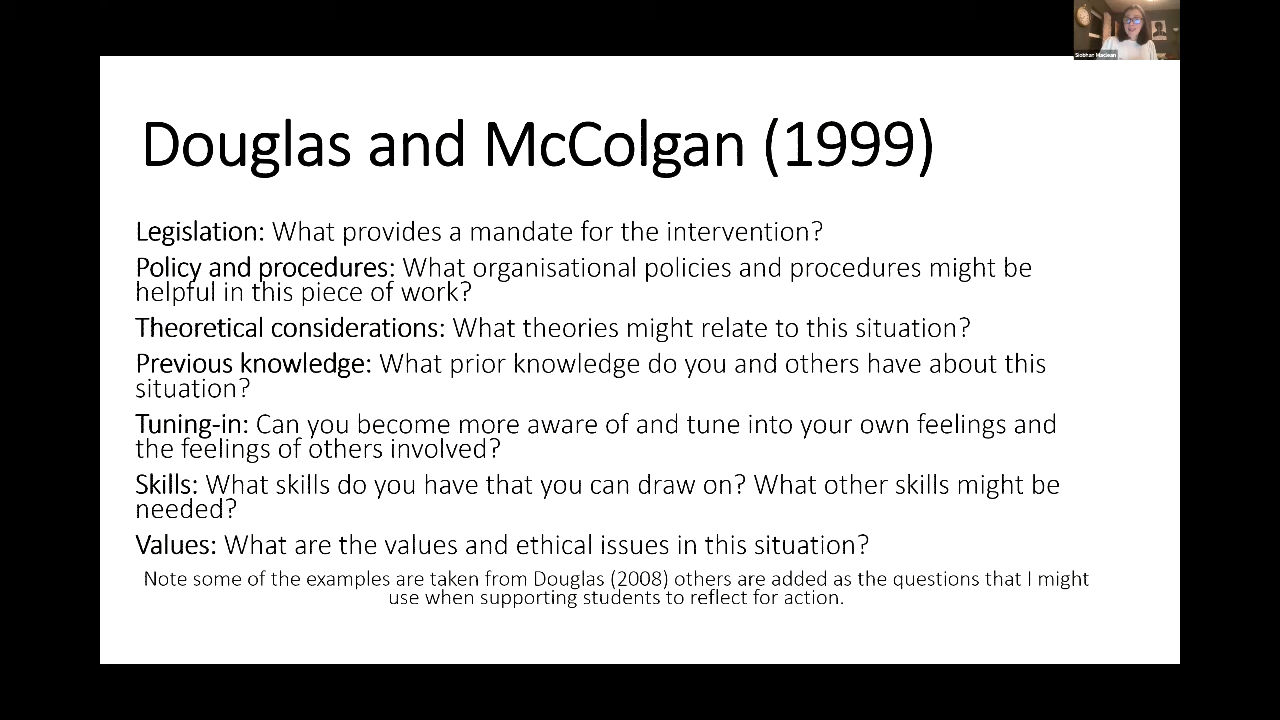 Siobhan Maclean
Douglas and McColgan (1999)
Legislation: What provides a mandate for the intervention?
Policy and procedures: What organisational policies and procedures might be
helpful in this piece of work?
Theoretical considerations: What theories might relate to this situation?
Previous knowledge: What prior knowledge do you and others have about this
situation?
Tuning-in: Can you become more aware of and tune into your own feelings and
the feelings of others involved?
Skills: What skills do you have that you can draw on? What other skills might be
needed?
Values: What are the values and ethical issues in this situation?
Note some of the examples are taken from Douglas (2008) others are added as the questions that I might
use when supporting students to reflect for action.